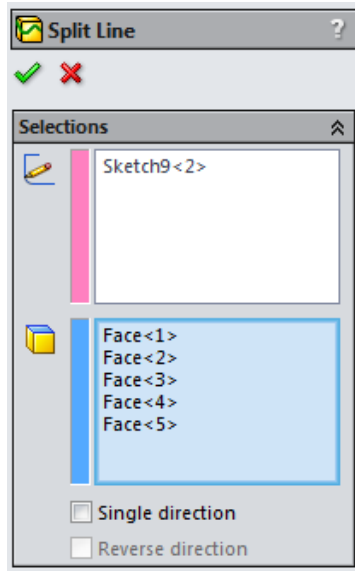 Split Line
?
Selections
Sketch9<2>
Face<1>
Face<2>
Face<3>
Face<4>
Face<5>
Single direction
Reverse direction